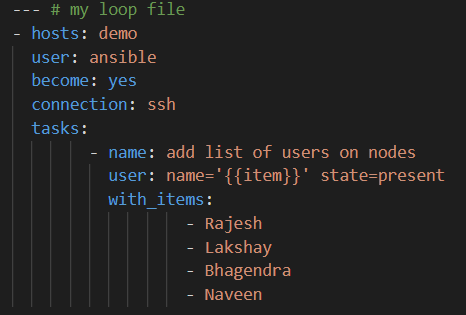 --- # my loop file
- hosts: demo
  user: ansible
  become: yes
  connection: ssh
  tasks:
        - name: add list of users on nodes
          user: name='{{item}}' state=present
          with_items:
                  - Rajesh
                  - Lakshay
                  - Bhagendra
                  - Naveen